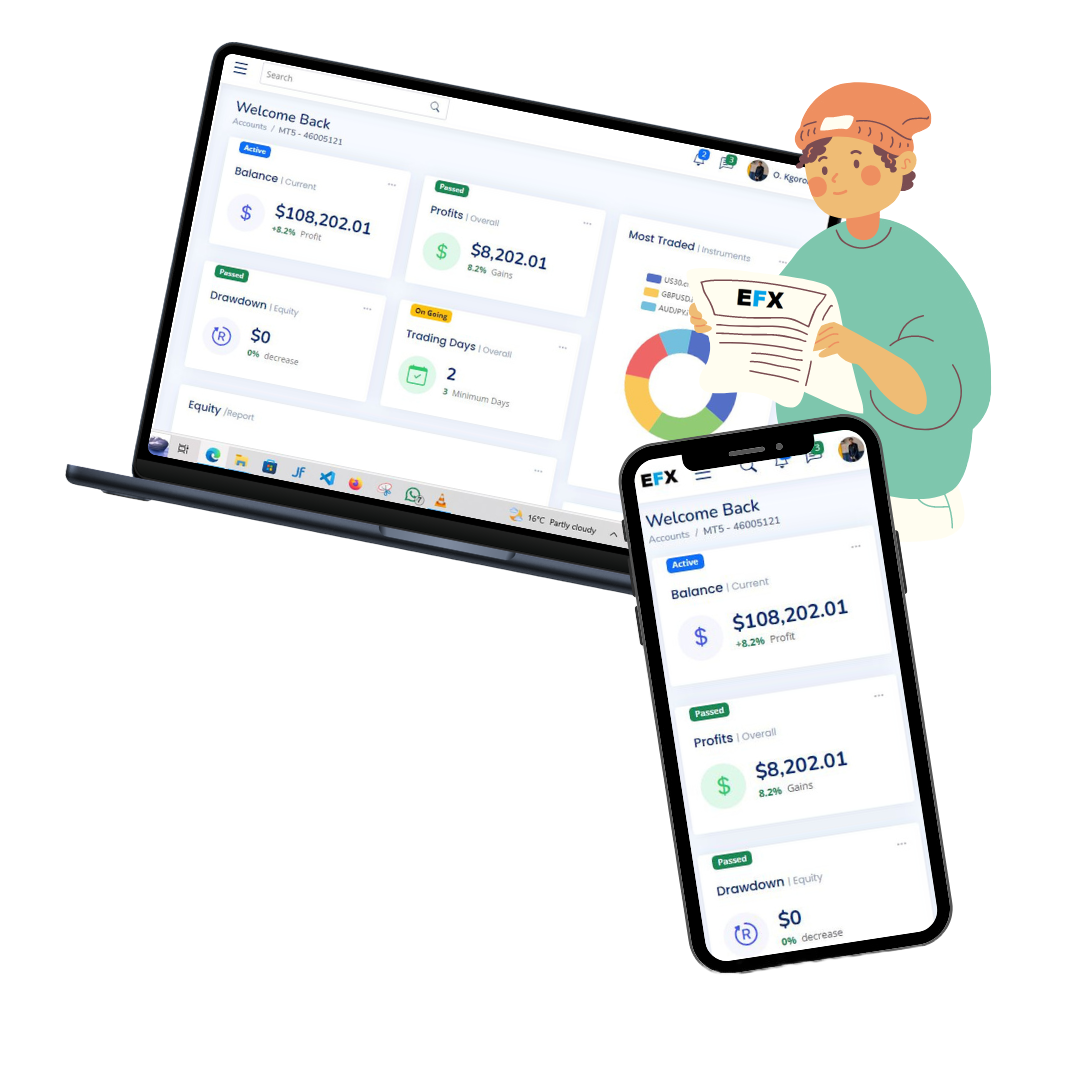 Search
Welcome Back
Accounts / MT5 - 46005121
2
3
Active
Balance | Current
$108,202.01
+8.2% Profit
Passed
Profits | Overall
$8,202.01
8.2% Gains
Most Traded | Instruments
GBPUSD
AUDJPY
Passed
Drawdown | Equity
R
$0
0% decrease
On Going
Trading Days | Overall
2
3 Minimum Days
Equity /Report
JF
7
16°C Partly cloudy
EFX
EFX
3
Welcome Back
Accounts / MT5 - 46005121
Active
Balance | Current
$
$108,202.01
+8.2% Profit
Passed
Profits | Overall
$
$8,202.01
8.2% Gains
Passed
Drawdown | Equity
R
$0
0% decrease